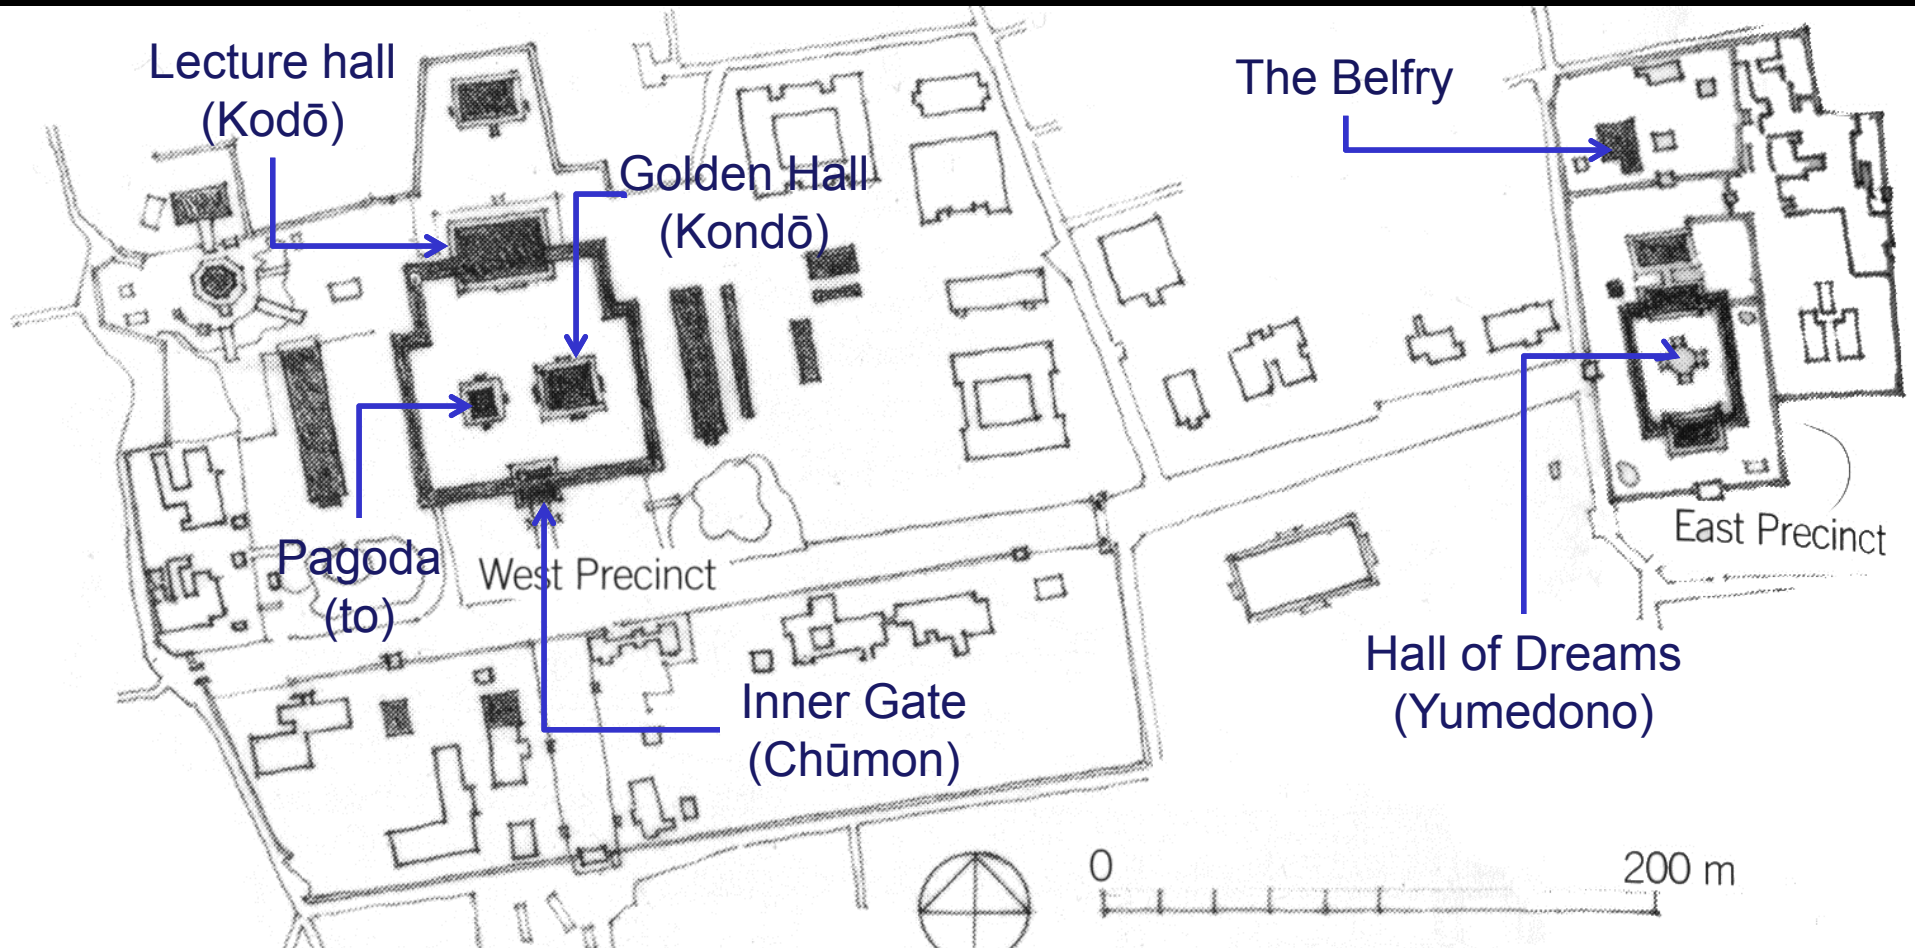 Lecture hall
(Kodō)
Golden Hall
(Kondō)
The Belfry
Pagoda
(to)
West Precinct
East Precinct
Inner Gate
(Chūmon)
Hall of Dreams
(Yumedono)
0
200 m